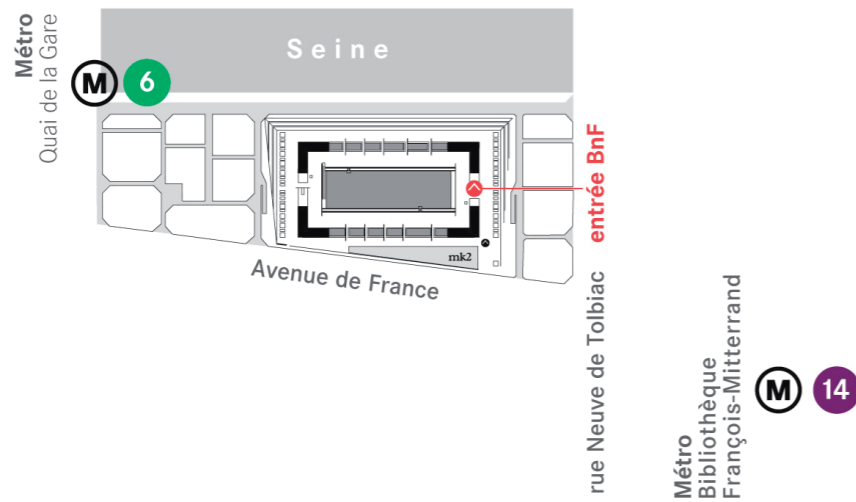 Métro
Quai de la Gare
M 6
Seine
entrée BnF
mk2
Avenue de France
rue Neuve de Tolbiac
Métro
Bibliothèque
François-Mitterrand
M 14